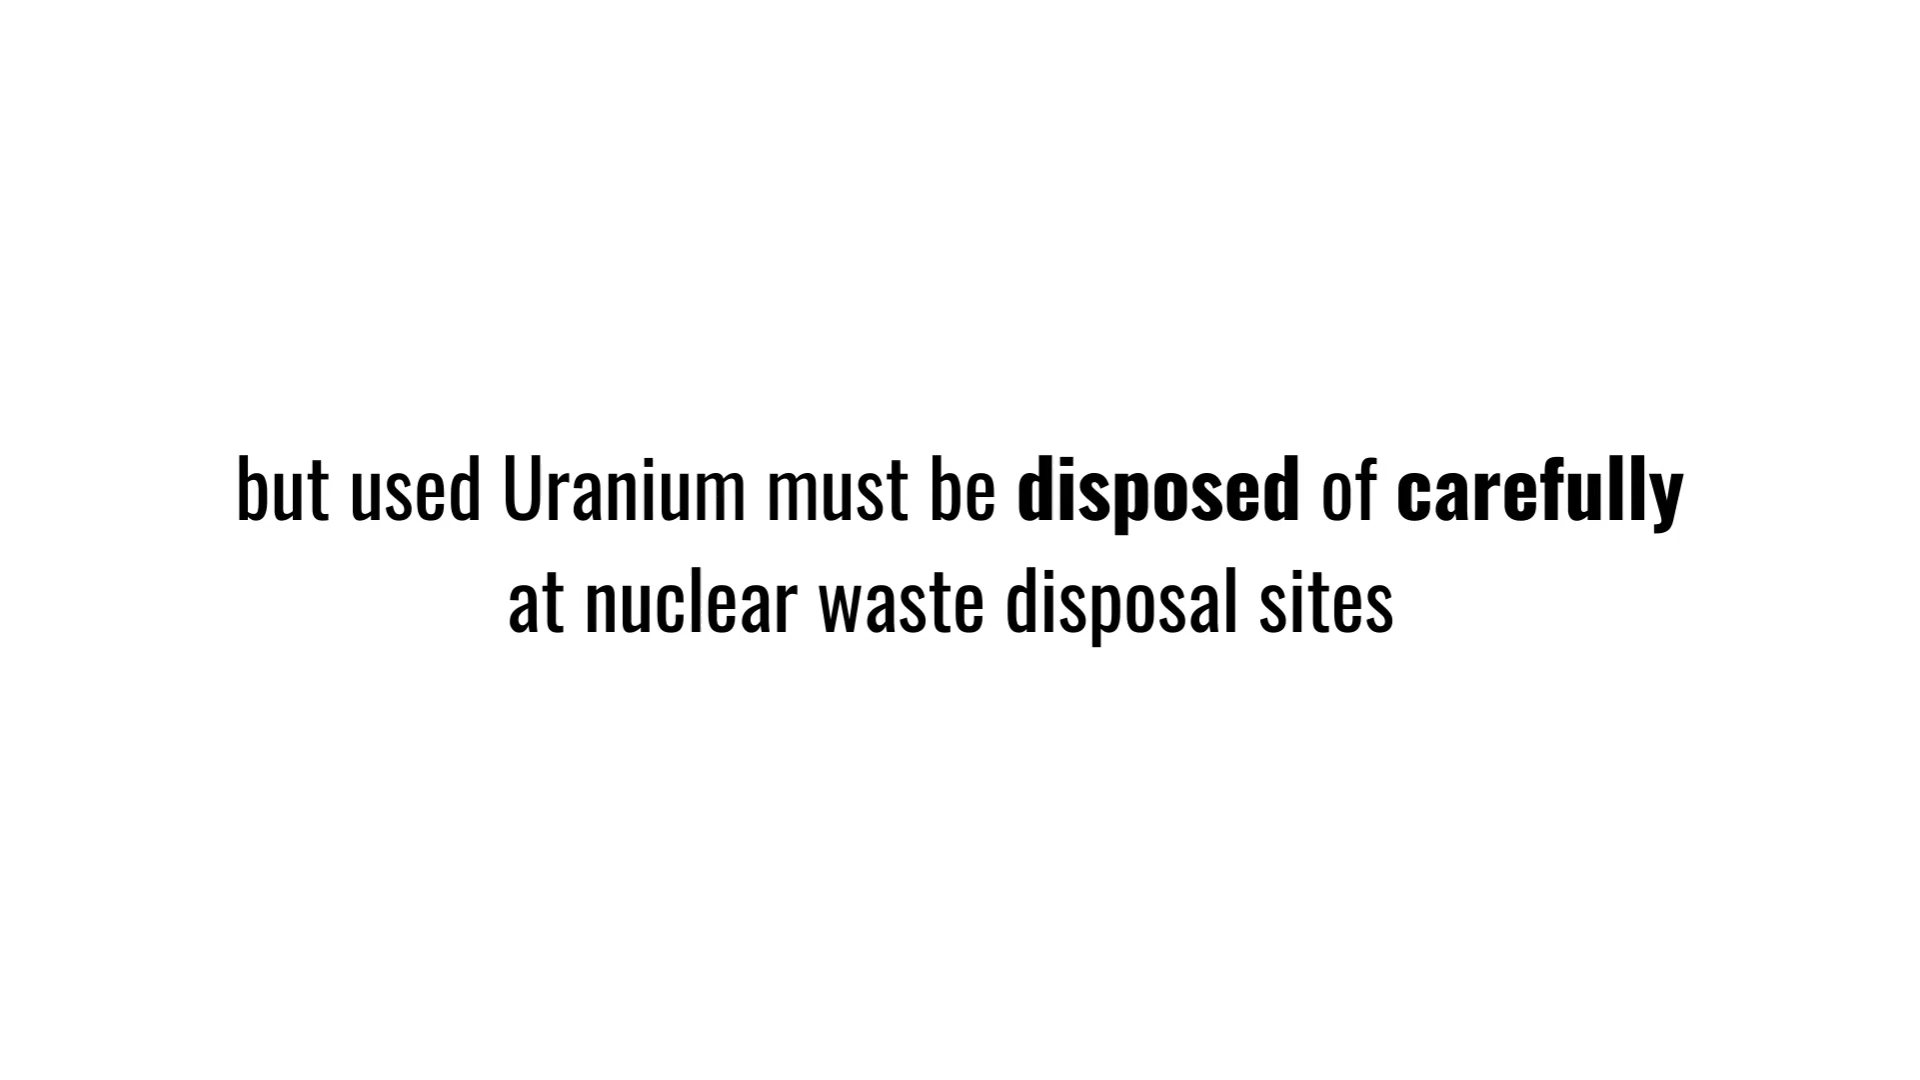 but used Uranium must be disposed of carefully
at nuclear waste disposal sites